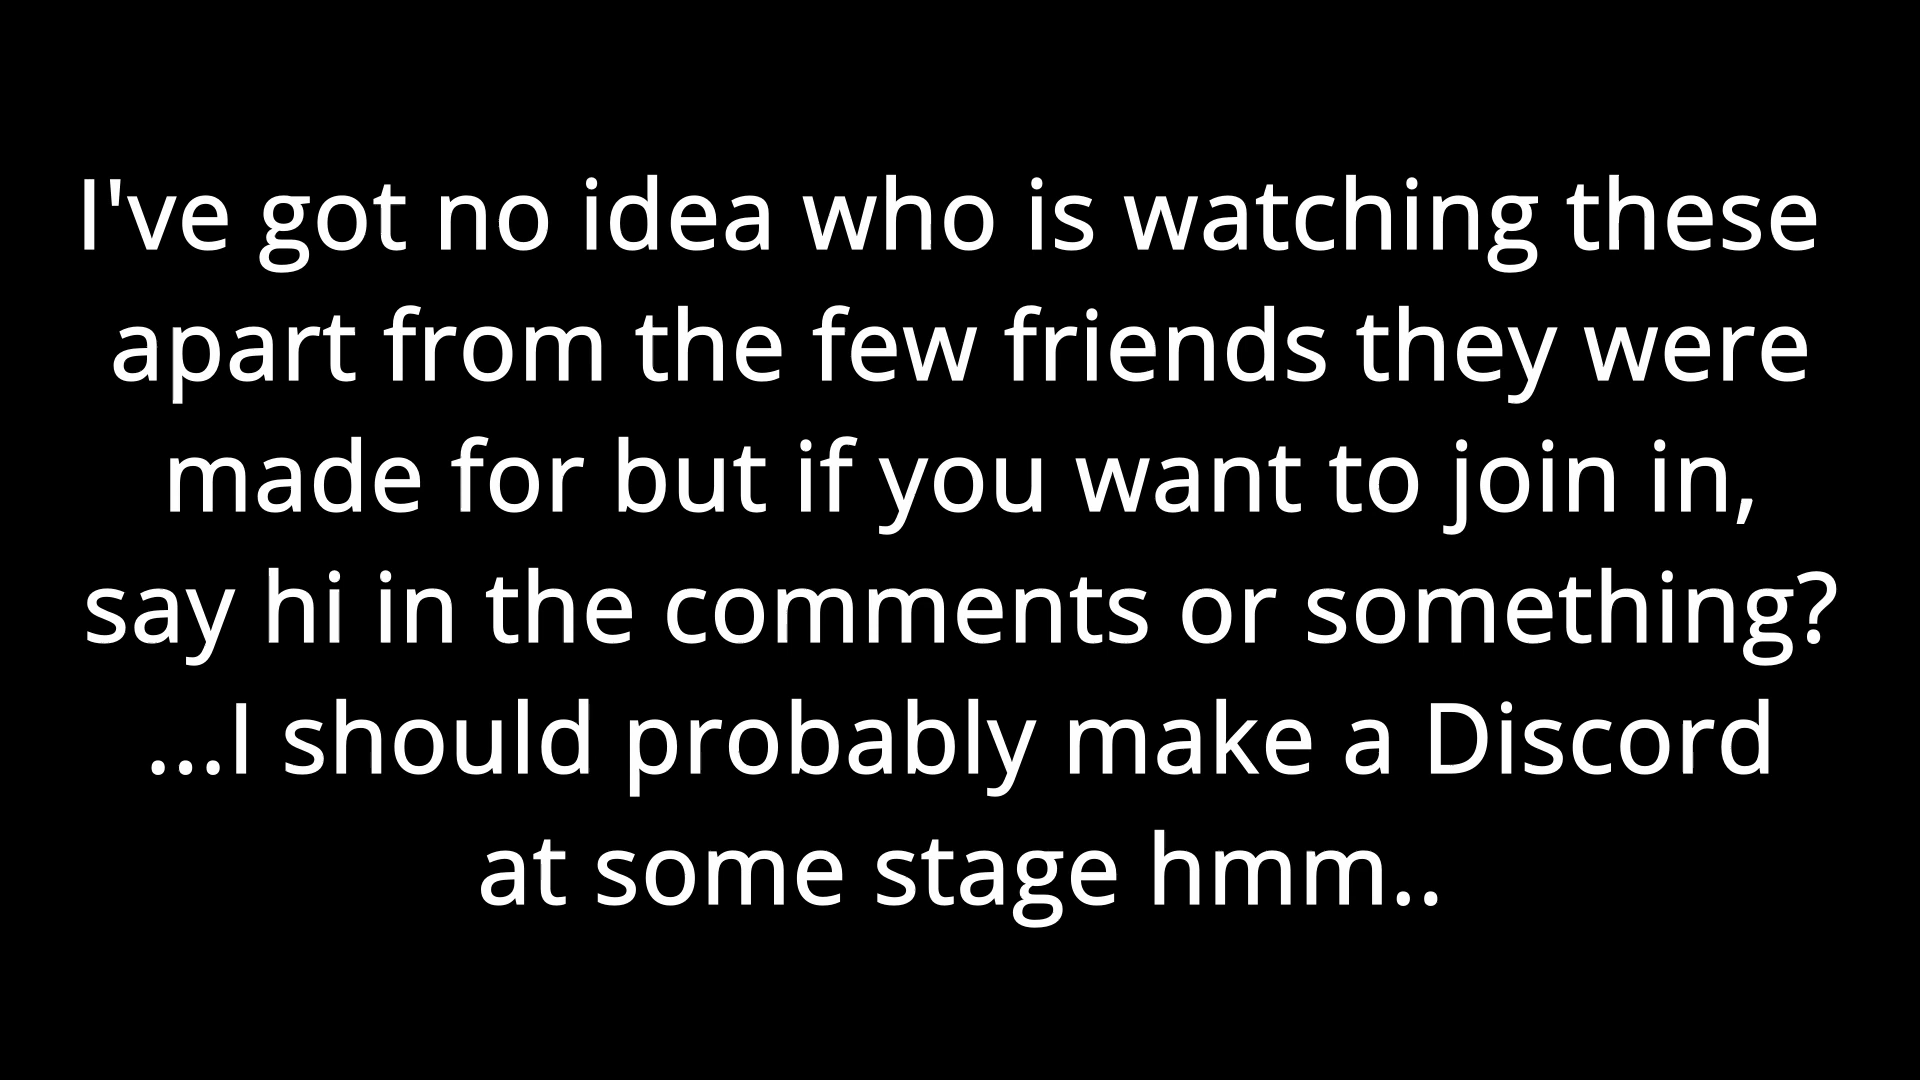 I've got no idea who is watching these
apart from the few friends they were
made for but if you want to join in,
say hi in the comments or something?
...I should probably make a Discord
at some stage hmm..